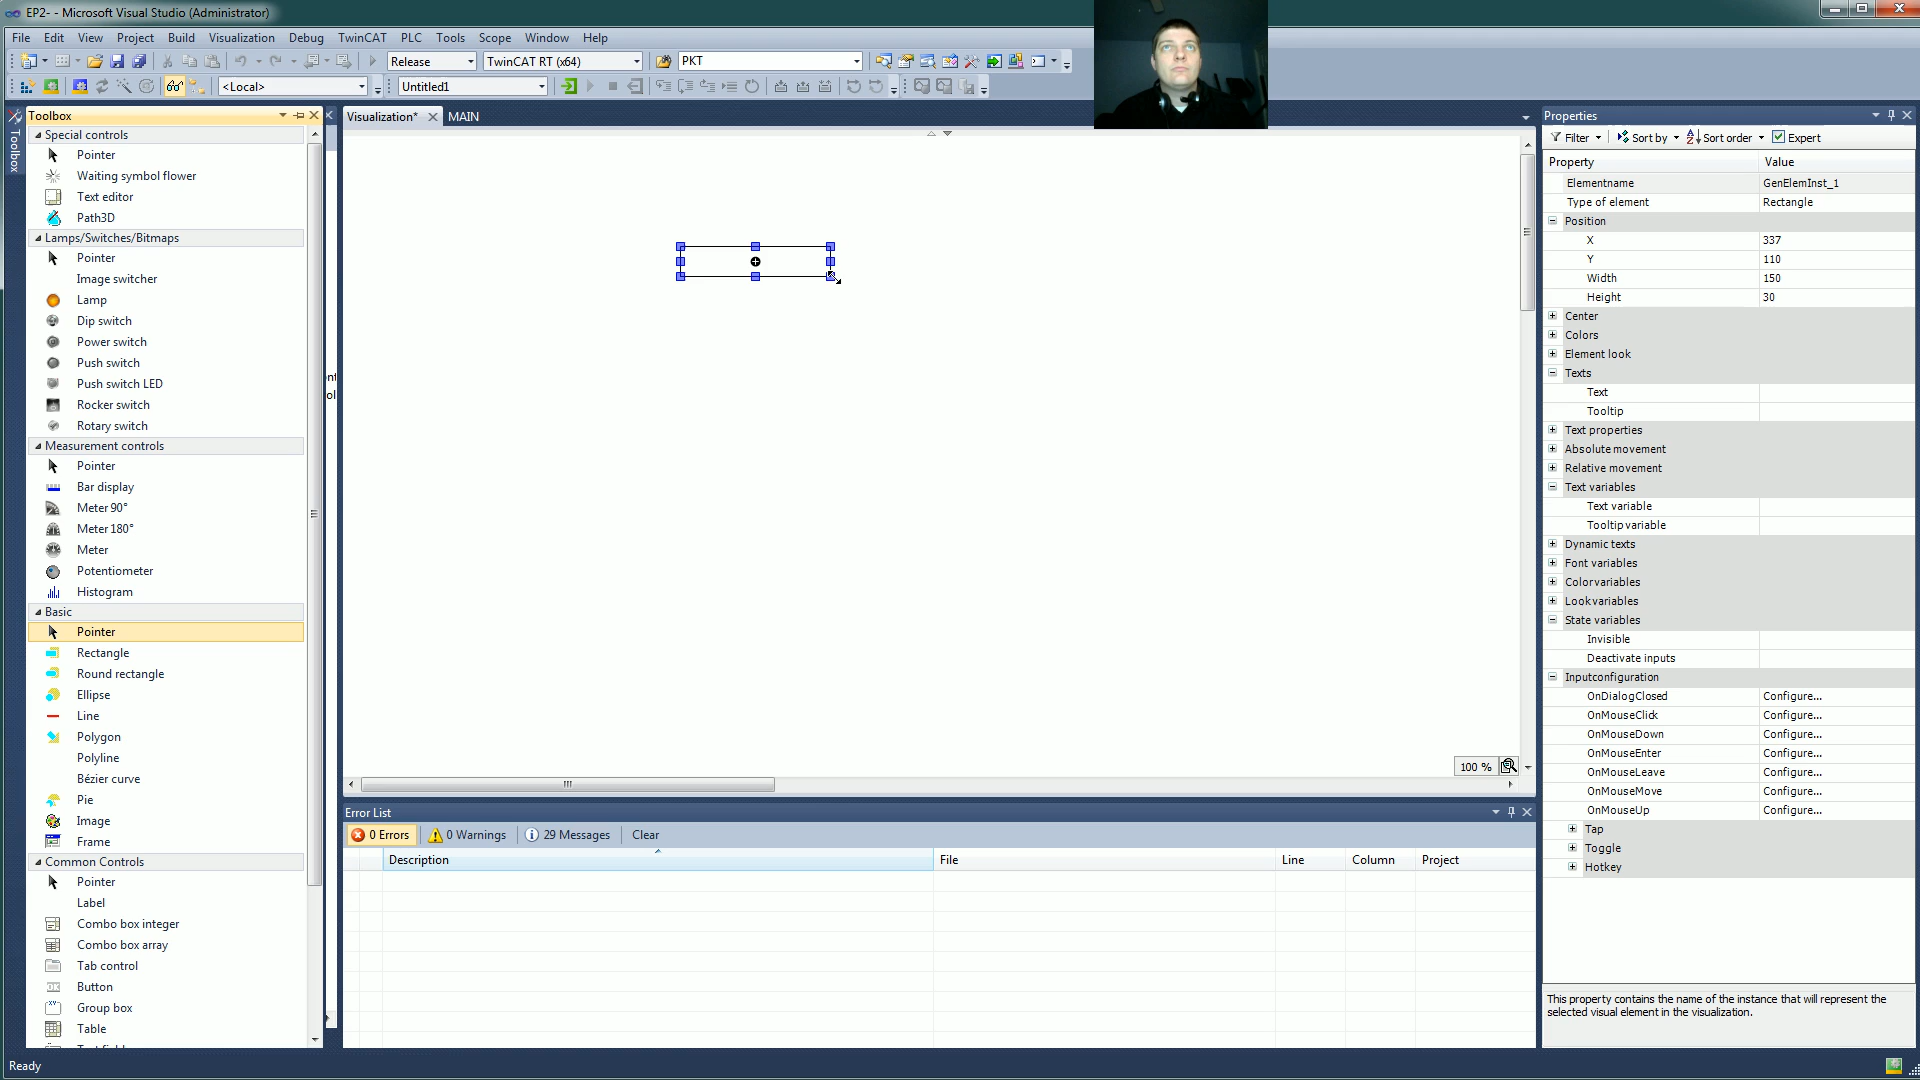 EP2- - Microsoft Visual Studio (Administrator)
File Edit View Project Build Visualization Debug TwinCAT PLC Tools Scope Window Help
Release TwinCAT RT (x64) PKT
<Local> Untitled1
Toolbox
Toolbox
Special controls
Pointer
Waiting symbol flower
Text editor
Path3D
Lamps/Switches/Bitmaps
Pointer
Image switcher
Lamp
Dip switch
Power switch
Push switch
Push switch LED
Rocker switch
Rotary switch
Measurement controls
Pointer
Bar display
Meter 90°
Meter 180°
Meter
Potentiometer
Histogram
Basic
Pointer
Rectangle
Round rectangle
Ellipse
Line
Polygon
Polyline
Bézier curve
Pie
Image
Frame
Common Controls
Pointer
Label
Combo box integer
Combo box array
Tab control
Button
Group box
Table
Visualization* MAIN
100 %
Error List
0 Errors 0 Warnings 29 Messages Clear
Description File Line Column Project
Properties
Filter Sort by Sort order Expert
Property Value
Elementname GenElemInst_1
Type of element Rectangle
Position
X 337
Y 110
Width 150
Height 30
Center
Colors
Element look
Texts
Text
Tooltip
Text properties
Absolute movement
Relative movement
Text variables
Text variable
Tooltip variable
Dynamic texts
Font variables
Color variables
Look variables
State variables
Invisible
Deactivate inputs
Inputconfiguration
OnDialogClosed Configure...
OnMouseClick Configure...
OnMouseDown Configure...
OnMouseEnter Configure...
OnMouseLeave Configure...
OnMouseMove Configure...
OnMouseUp Configure...
Tap
Toggle
Hotkey
This property contains the name of the instance that will represent the
selected visual element in the visualization.
Ready